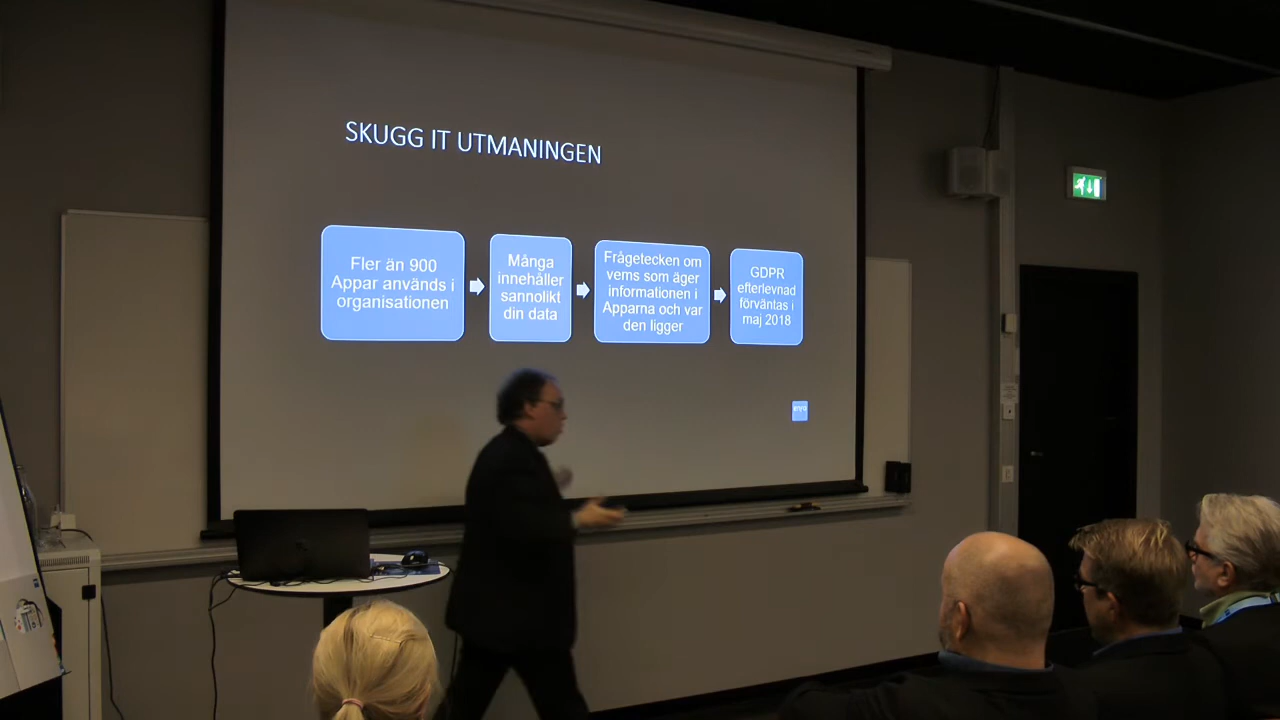 SKUGG IT UTMANINGEN
Fler än 900
Appar används i
organisationen
Många
innehåller
sannolikt
din data
Frågetecken om
vems som äger
informationen i
Apparna och var
den ligger
GDPR
efterlevnad
förväntas i
maj 2018